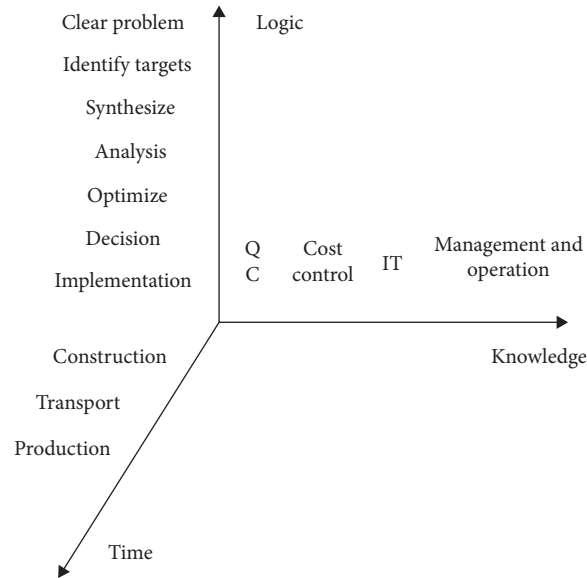 Clear problem
Logic
Identify targets
Synthesize
Analysis
Optimize
Decision
Implementation
Q
C
Cost
control
IT
Management and
operation
Knowledge
Construction
Transport
Production
Time